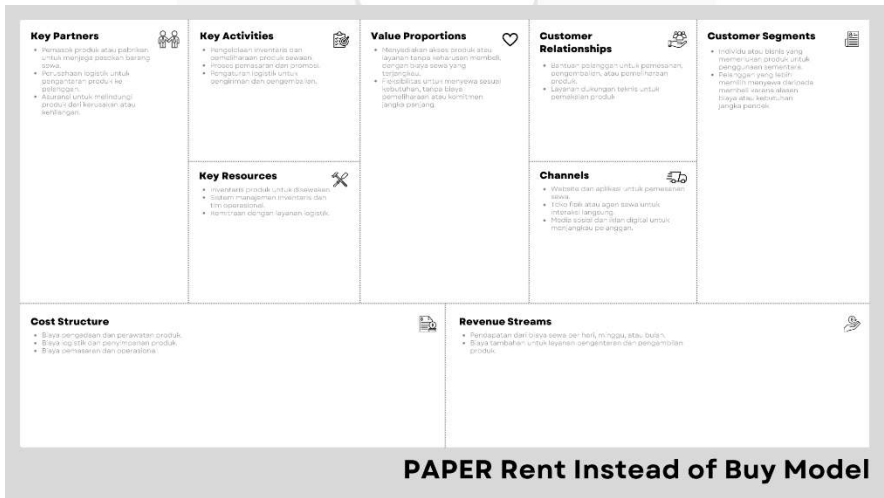 Key Partners
• Pemasok produk atau pabrikan
untuk menjaga pasokan barang
sewa.
• Perusahaan logistik untuk
pengantaran produk ke
pelanggan.
• Asuransi untuk melindungi
produk dari kerusakan atau
kehilangan.
Key Activities
• Pengelolaan inventaris dan
pemeliharaan produk sewaan.
• Proses pemasaran dan promosi.
• Pengaturan logistik untuk
pengiriman dan pengembalian.
Key Resources
• Inventaris produk untuk disewakan.
• Sistem manajemen inventaris dan
tim operasional.
• Kemitraan dengan layanan logistik.
Value Proportions
• Menyediakan akses produk atau
layanan tanpa keharusan membeli,
dengan biaya sewa yang
terjangkau.
• Fleksibilitas untuk menyewa sesuai
kebutuhan, tanpa biaya
pemeliharaan atau komitmen
jangka panjang.
Customer
Relationships
• Bantuan pelanggan untuk pemesanan,
pengembalian, atau pemeliharaan
produk.
• Layanan dukungan teknis untuk
pemakaian produk
Channels
• Website dan aplikasi untuk pemesanan
sewa.
• Toko fisik atau agen sewa untuk
interaksi langsung
• Media sosial dan iklan digital untuk
menjangkau pelanggan.
Customer Segments
• Individu atau bisnis yang
memerlukan produk untuk
penggunaan sementara.
• Pelanggan yang lebih
memilih menyewa daripada
membeli karena alasan
biaya atau kebutuhan
jangka pendek.
Cost Structure
• Biaya pengadaan dan perawatan produk.
• Biaya logistik dan penyimpanan produk.
• Biaya pemasaran dan operasional.
Revenue Streams
• Pendapatan dari biaya sewa per hari, minggu, atau bulan.
• Biaya tambahan untuk layanan pengantaran dan pengambilan
produk.
PAPER Rent Instead of Buy Model